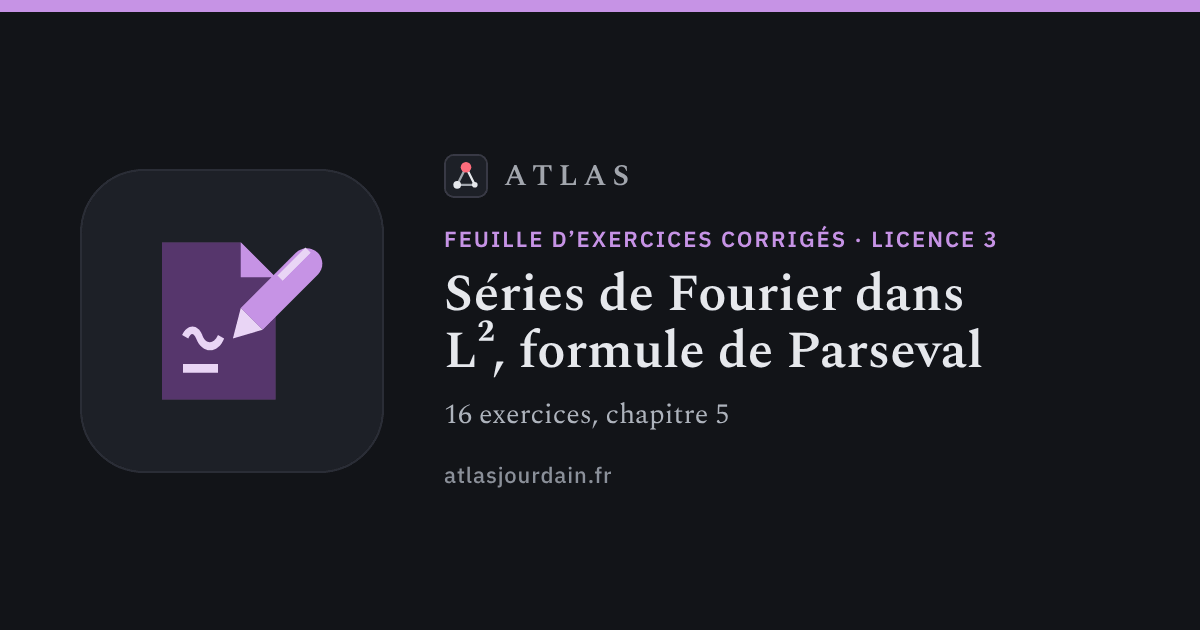 ATLAS
FEUILLE D’EXERCICES CORRIGÉS · LICENCE 3
Séries de Fourier dans
L², formule de Parseval
16 exercices, chapitre 5
atlasjourdain.fr